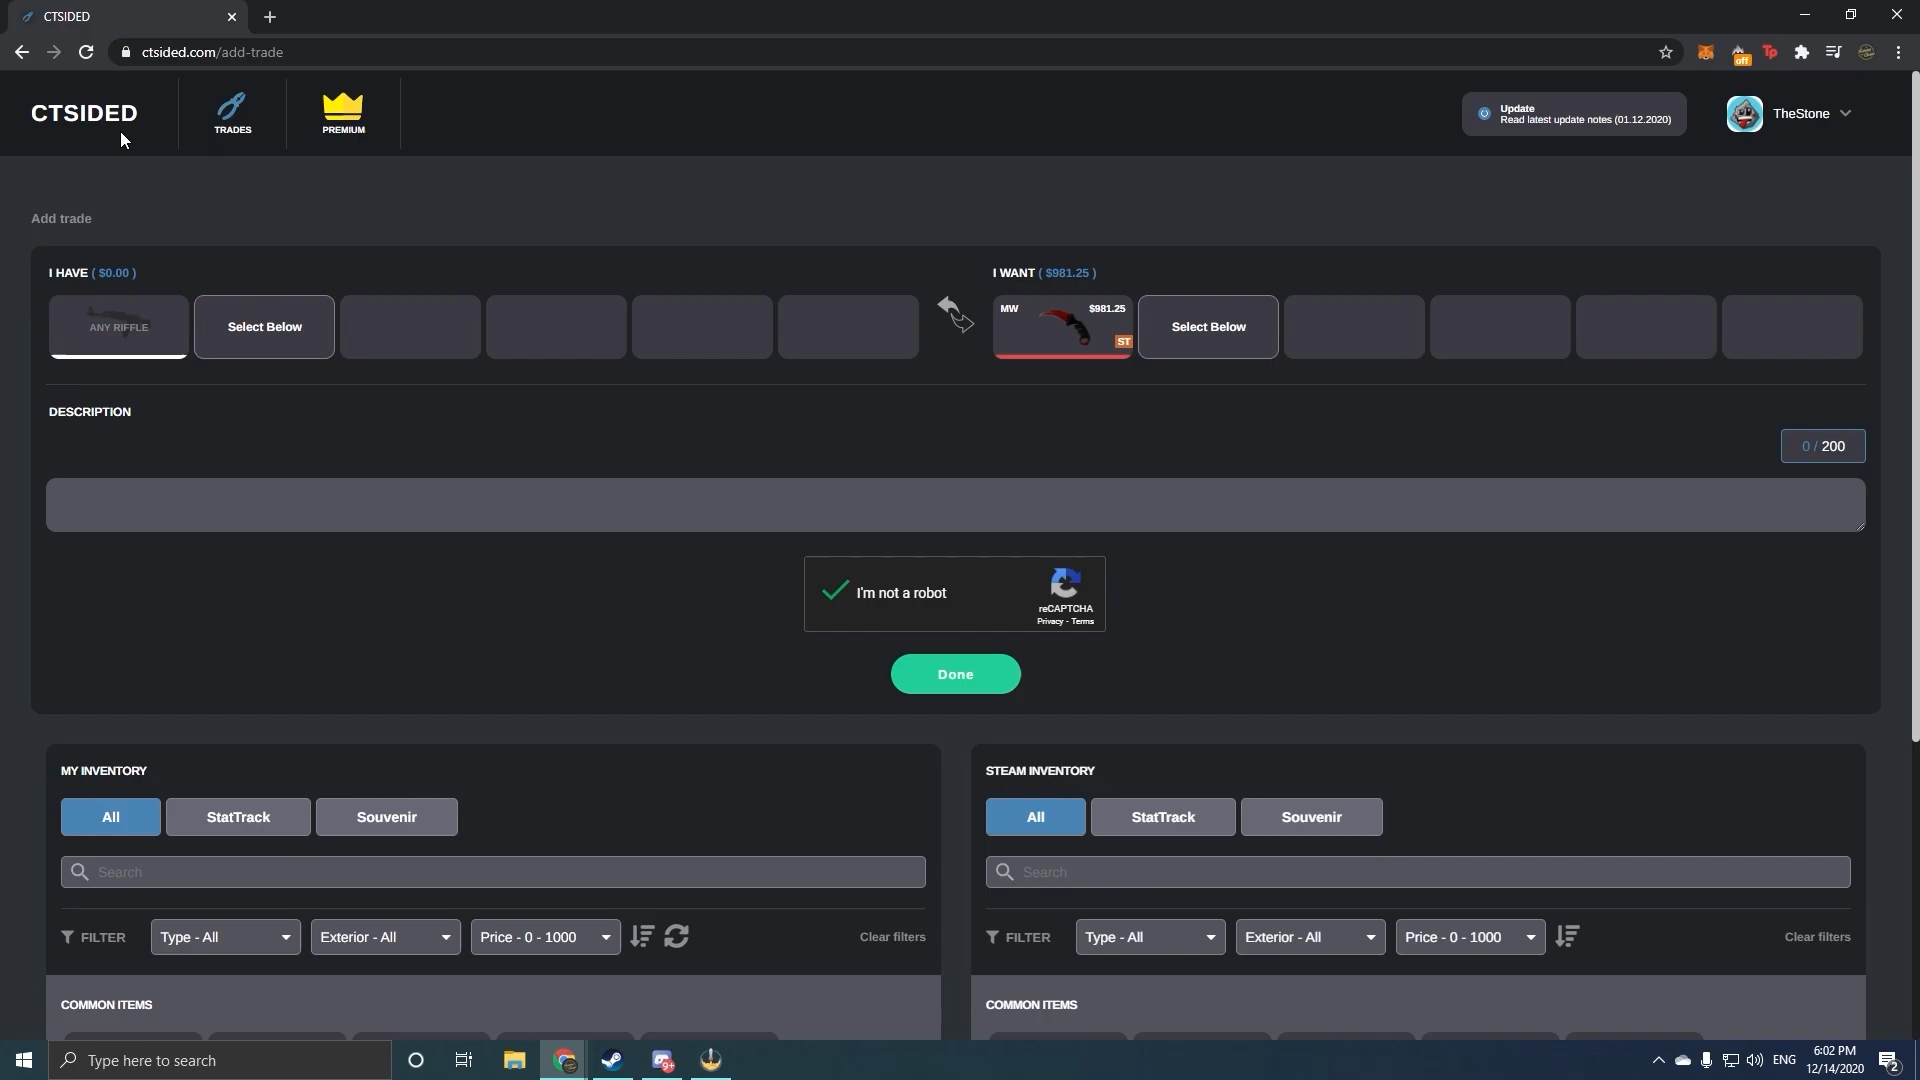 CTSIDED
ctsided.com/add-trade
off
Tp
CTSIDED
TRADES
PREMIUM
Update
Read latest update notes (01.12.2020)
TheStone
Add trade
I HAVE ( $0.00 )
I WANT ( $981.25 )
ANY RIFFLE
Select Below
MW
$981.25
ST
Select Below
DESCRIPTION
0 / 200
I'm not a robot
reCAPTCHA
Privacy - Terms
Done
MY INVENTORY
STEAM INVENTORY
All
StatTrack
Souvenir
All
StatTrack
Souvenir
Search
Search
FILTER
Type - All
Exterior - All
Price - 0 - 1000
Clear filters
FILTER
Type - All
Exterior - All
Price - 0 - 1000
Clear filters
COMMON ITEMS
COMMON ITEMS
Type here to search
9+
ENG
6:02 PM
12/14/2020
2